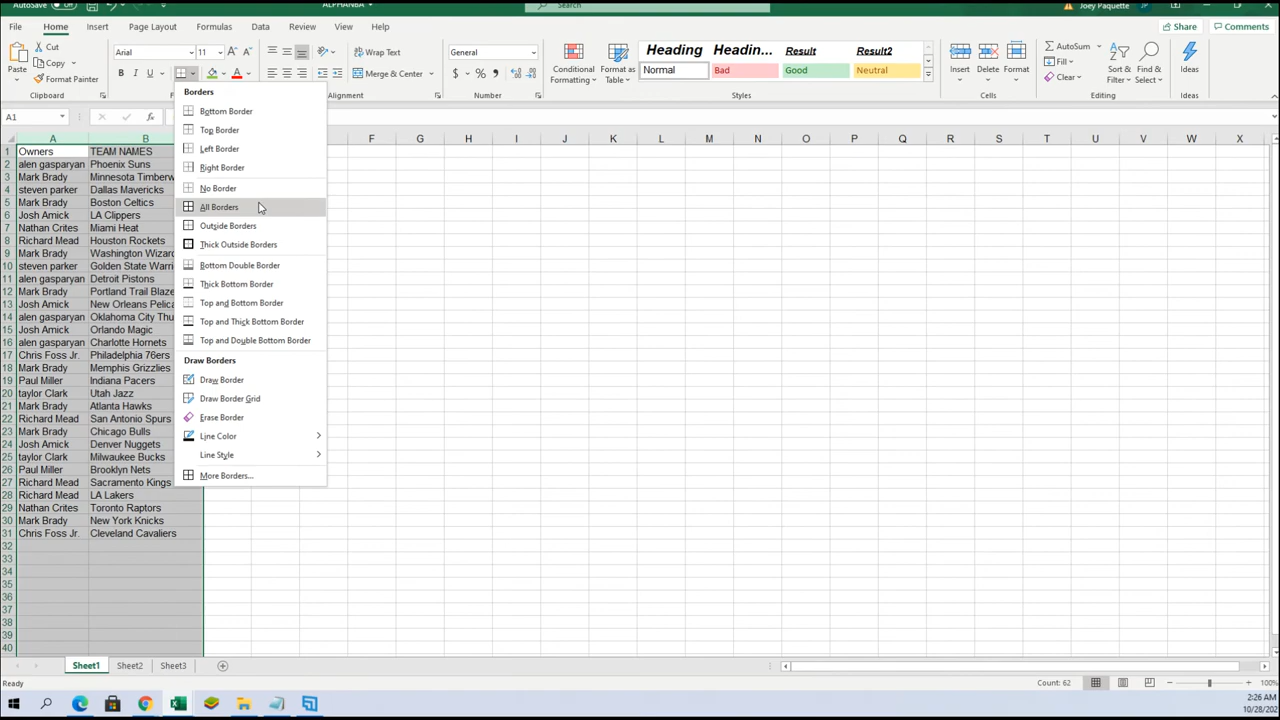 AutoSave
ALPHANBA
Search
Joey Paquette
JP
File Home Insert Page Layout Formulas Data Review View Help
Share Comments
Paste
Cut
Copy
Format Painter
Clipboard
Arial 11
B I U
Wrap Text
Merge & Center
Alignment
General
$ % 9
Number
Conditional Formatting
Format as Table
Heading Headin... Result Result2
Normal Bad Good Neutral
Styles
Insert Delete Format
Cells
AutoSum
Fill
Clear
Sort & Filter
Find & Select
Editing
Ideas
Ideas
A1
fx
A B F G H I J K L M N O P Q R S T U V W X
1 Owners TEAM NAMES
2 alen gasparyan Phoenix Suns
3 Mark Brady Minnesota Timberw
4 steven parker Dallas Mavericks
5 Mark Brady Boston Celtics
6 Josh Amick LA Clippers
7 Nathan Crites Miami Heat
8 Richard Mead Houston Rockets
9 Mark Brady Washington Wizard
10 steven parker Golden State Warri
11 alen gasparyan Detroit Pistons
12 Mark Brady Portland Trail Blaze
13 Josh Amick New Orleans Pelica
14 alen gasparyan Oklahoma City Thu
15 Josh Amick Orlando Magic
16 alen gasparyan Charlotte Hornets
17 Chris Foss Jr. Philadelphia 76ers
18 Mark Brady Memphis Grizzlies
19 Paul Miller Indiana Pacers
20 taylor Clark Utah Jazz
21 Mark Brady Atlanta Hawks
22 Richard Mead San Antonio Spurs
23 Mark Brady Chicago Bulls
24 Josh Amick Denver Nuggets
25 taylor Clark Milwaukee Bucks
26 Paul Miller Brooklyn Nets
27 Richard Mead Sacramento Kings
28 Richard Mead LA Lakers
29 Nathan Crites Toronto Raptors
30 Mark Brady New York Knicks
31 Chris Foss Jr. Cleveland Cavaliers
32
33
34
35
36
37
38
39
40
Borders
Bottom Border
Top Border
Left Border
Right Border
No Border
All Borders
Outside Borders
Thick Outside Borders
Bottom Double Border
Thick Bottom Border
Top and Bottom Border
Top and Thick Bottom Border
Top and Double Bottom Border
Draw Borders
Draw Border
Draw Border Grid
Erase Border
Line Color
Line Style
More Borders...
Sheet1 Sheet2 Sheet3
Ready
Count: 62
100%
2:26 AM
10/28/202